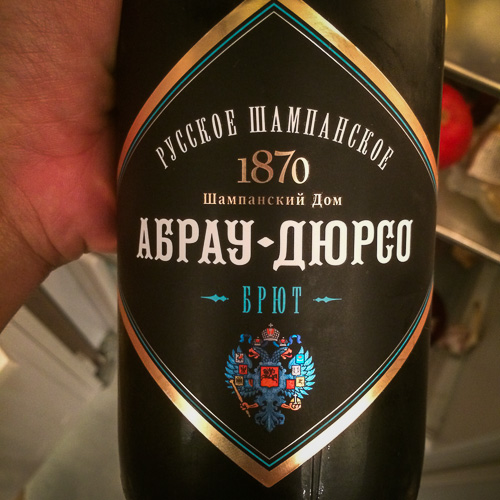 РУССКОЕ ШАМПАНСКОЕ
1870
Шампанский Дом
АБРАУ-ДЮРСО
БРЮТ